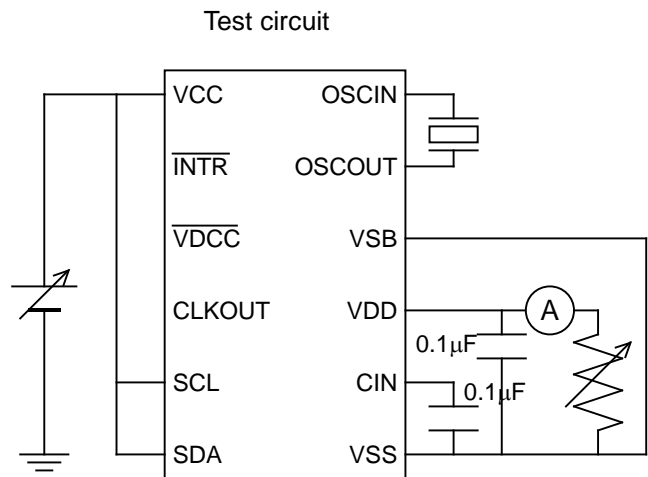 Test circuit
VCC
OSCIN
INTR
OSCOUT
VDCC
VSB
CLKOUT
VDD
A
0.1μF
SCL
CIN
0.1μF
SDA
VSS